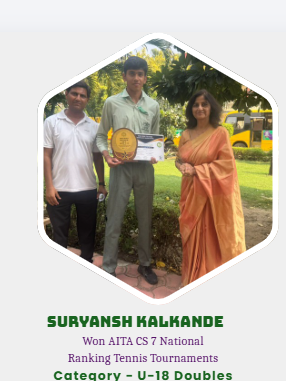 SURYANSH KALKANDE
Won AITA CS 7 National
Ranking Tennis Tournaments
Category - U-18 Doubles